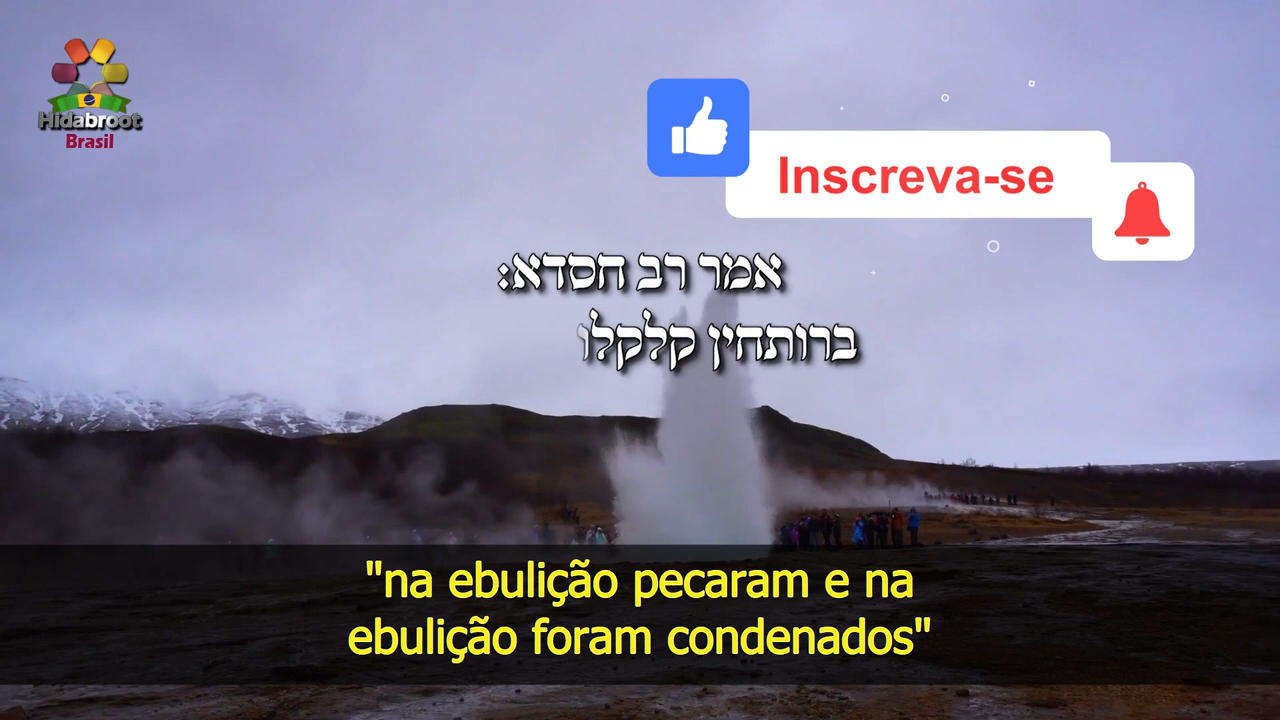 Hidabroot
Brasil
Inscreva-se
אמר רב חסדא:
ברותחין קלקלו
"na ebulição pecaram e na
ebulição foram condenados"